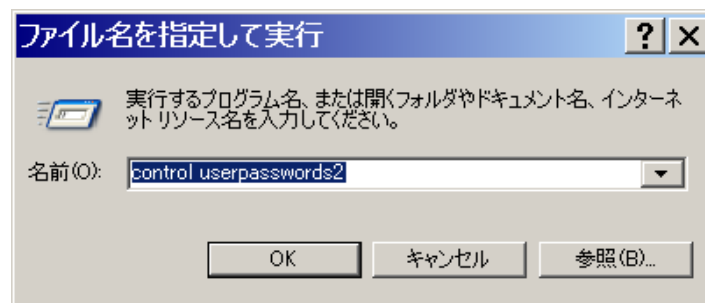 ファイル名を指定して実行
実行するプログラム名、または開くフォルダやドキュメント名、インターネ
ット リソース名を入力してください。
名前(O): control userpasswords2
OK キャンセル 参照(B)...